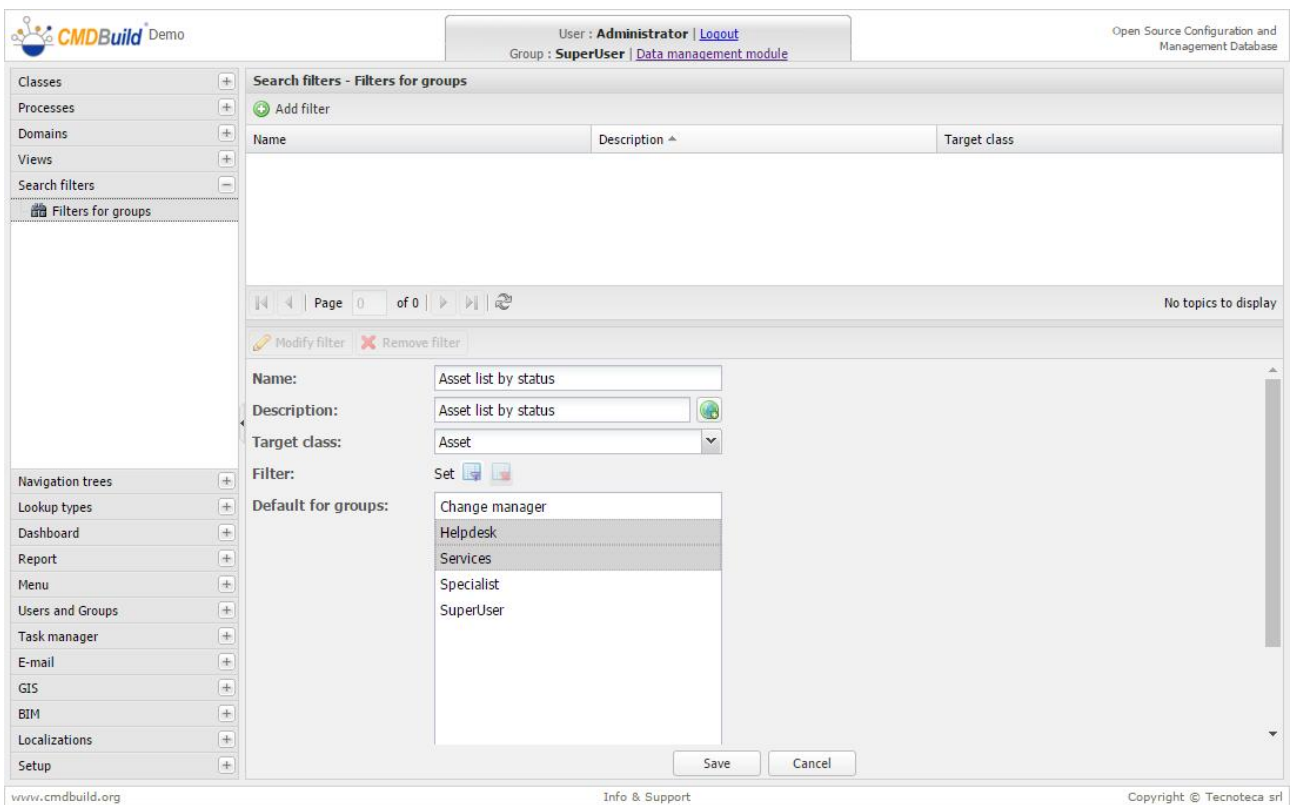 CMDBuild Demo
User : Administrator | Logout
Group : SuperUser | Data management module
Open Source Configuration and
Management Database
Classes
Processes
Domains
Views
Search filters
Filters for groups
Navigation trees
Lookup types
Dashboard
Report
Menu
Users and Groups
Task manager
E-mail
GIS
BIM
Localizations
Setup
Search filters - Filters for groups
Add filter
Name Description Target class
Page 0 of 0
No topics to display
Modify filter Remove filter
Name: Asset list by status
Description: Asset list by status
Target class: Asset
Filter: Set
Default for groups: Change manager
Helpdesk
Services
Specialist
SuperUser
Save Cancel
www.cmdbuild.org Info & Support Copyright © Tecnoteca srl